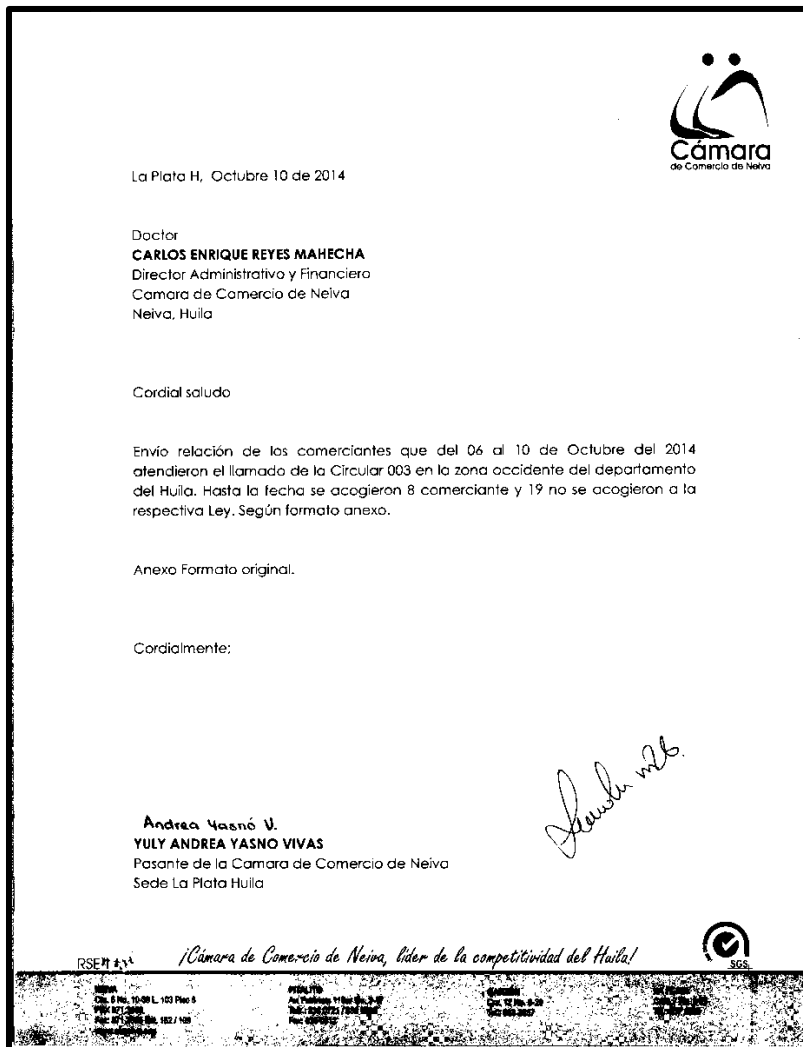 Cámara
de Comercio de Neiva
La Plata H, Octubre 10 de 2014
Doctor
CARLOS ENRIQUE REYES MAHECHA
Director Administrativo y Financiero
Camara de Comercio de Neiva
Neiva, Huila
Cordial saludo
Envío relación de los comerciantes que del 06 al 10 de Octubre del 2014
atendieron el llamado de la Circular 003 en la zona occidente del departamento
del Huila. Hasta la fecha se acogieron 8 comerciante y 19 no se acogieron a la
respectiva Ley. Según formato anexo.
Anexo Formato original.
Cordialmente;
Andrea Yasnó V.
YULY ANDREA YASNO VIVAS
Pasante de la Camara de Comercio de Neiva
Sede La Plata Huila
¡Cámara de Comercio de Neiva, líder de la competitividad del Huila!
SGS